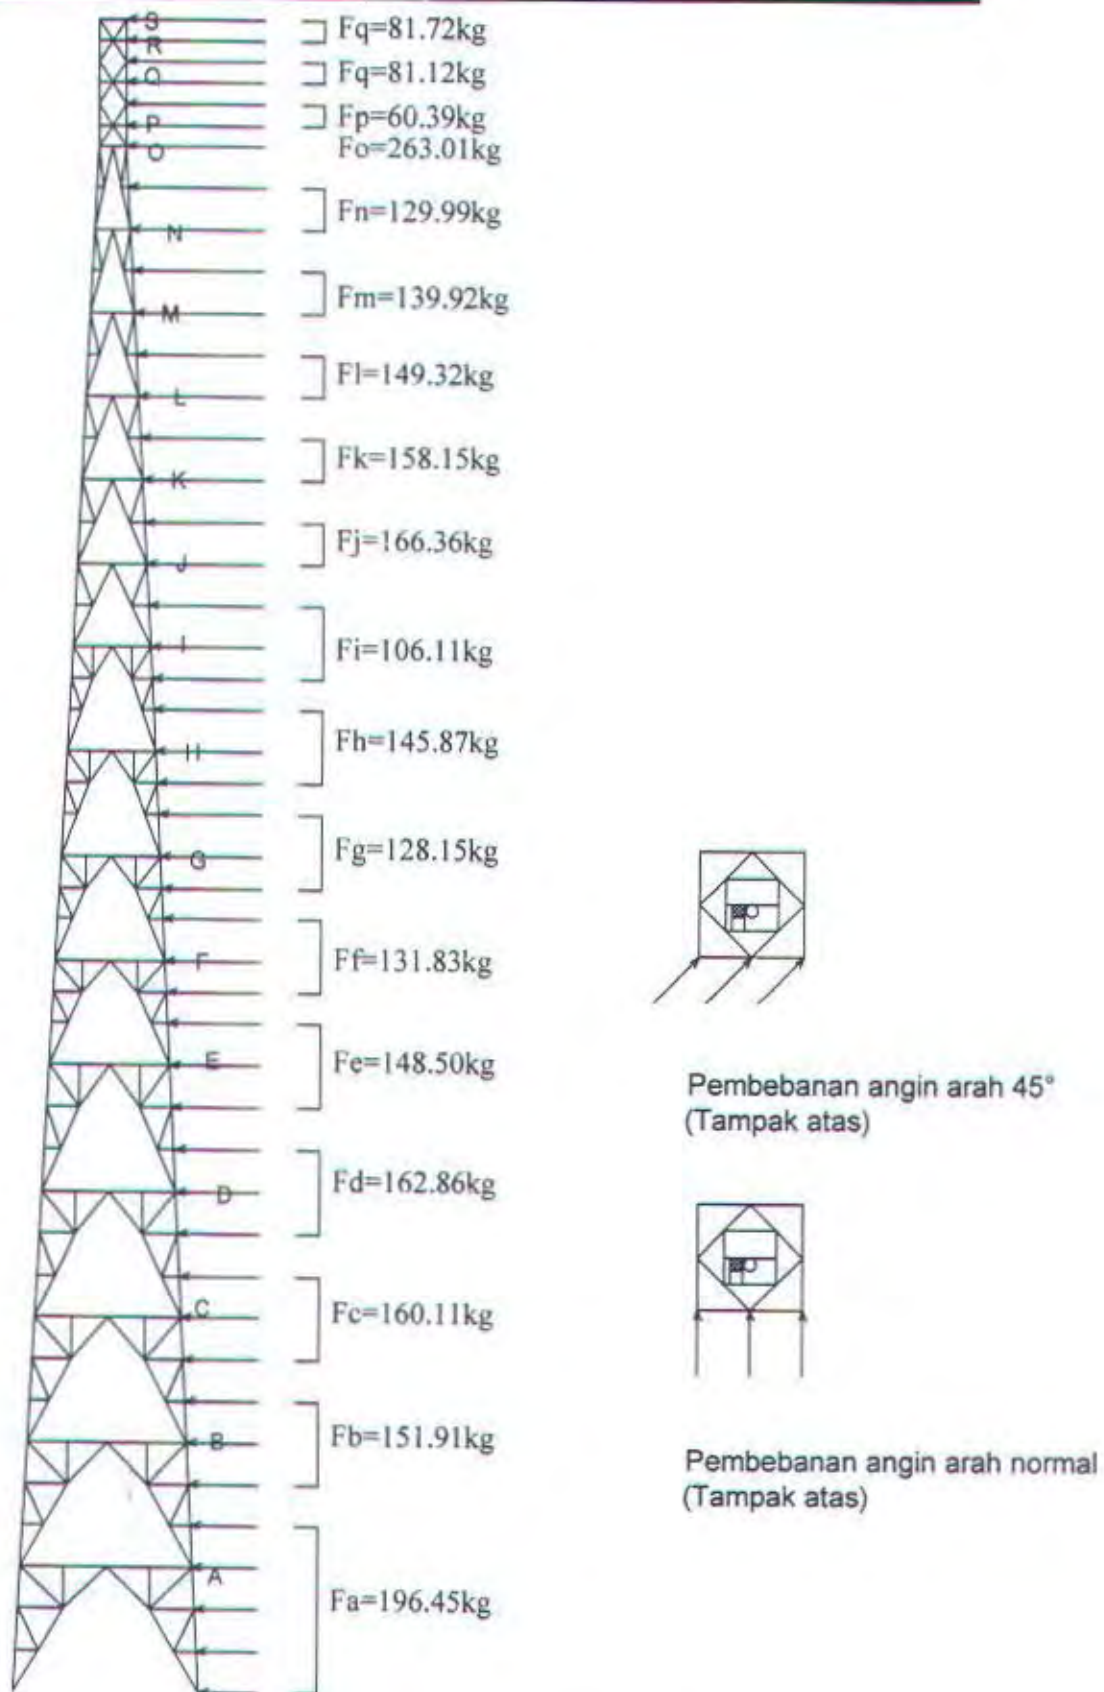 S
Fq=81.72kg
R
Q
Fq=81.12kg
P
Fp=60.39kg
O
Fo=263.01kg
Fn=129.99kg
N
Fm=139.92kg
M
Fl=149.32kg
L
Fk=158.15kg
K
Fj=166.36kg
J
I
Fi=106.11kg
H
Fh=145.87kg
G
Fg=128.15kg
F
Ff=131.83kg
E
Fe=148.50kg
D
Fd=162.86kg
C
Fc=160.11kg
B
Fb=151.91kg
A
Fa=196.45kg
Pembebanan angin arah 45°
(Tampak atas)
Pembebanan angin arah normal
(Tampak atas)